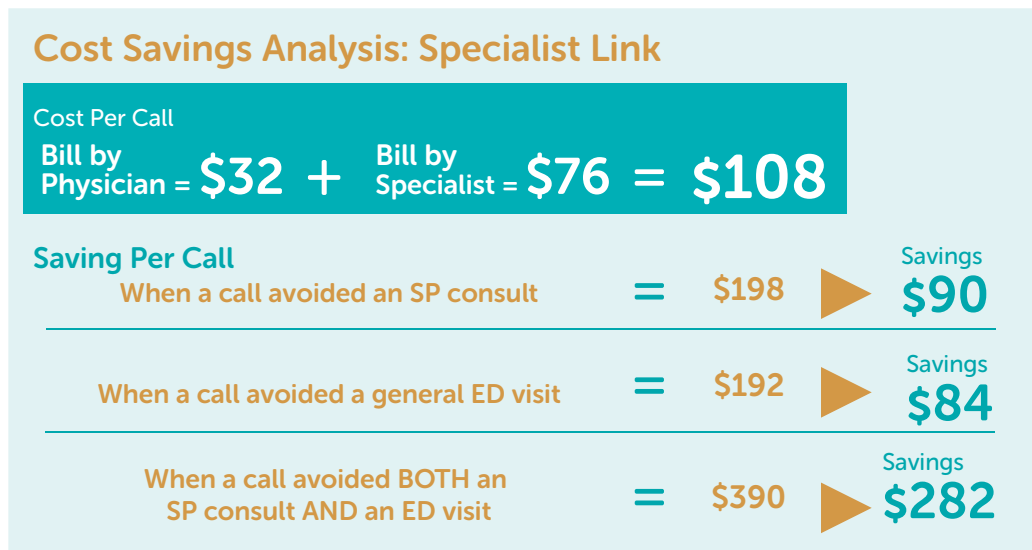 Cost Savings Analysis: Specialist Link
Cost Per Call
Bill by
Physician = $32 + Bill by
Specialist = $76 = $108
Saving Per Call
Savings
When a call avoided an SP consult = $198 $90
Savings
When a call avoided a general ED visit = $192 $84
Savings
When a call avoided BOTH an
SP consult AND an ED visit = $390 $282